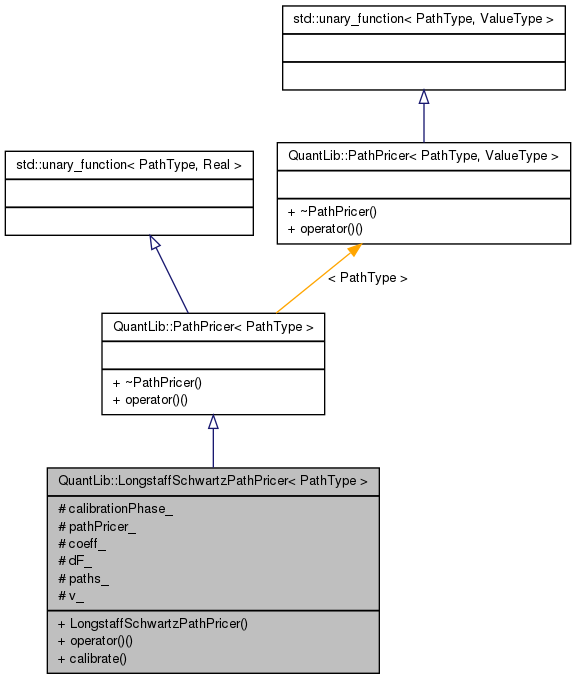 std::unary_function< PathType, ValueType >
QuantLib::PathPricer< PathType, ValueType >
+ ~PathPricer()
+ operator()()
std::unary_function< PathType, Real >
< PathType >
QuantLib::PathPricer< PathType >
+ ~PathPricer()
+ operator()()
QuantLib::LongstaffSchwartzPathPricer< PathType >
# calibrationPhase_
# pathPricer_
# coeff_
# dF_
# paths_
# v_
+ LongstaffSchwartzPathPricer()
+ operator()()
+ calibrate()